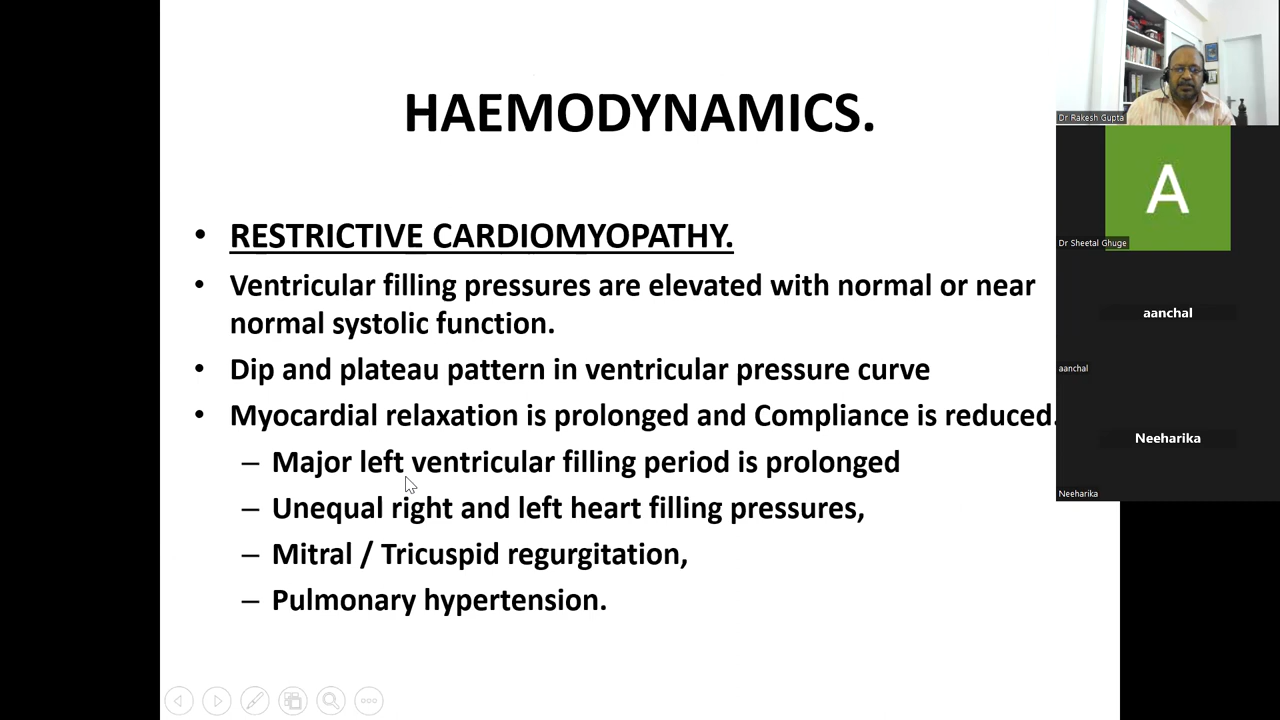 HAEMODYNAMICS.
• RESTRICTIVE CARDIOMYOPATHY.
• Ventricular filling pressures are elevated with normal or near
normal systolic function.
• Dip and plateau pattern in ventricular pressure curve
• Myocardial relaxation is prolonged and Compliance is reduced.
– Major left ventricular filling period is prolonged
– Unequal right and left heart filling pressures,
– Mitral / Tricuspid regurgitation,
– Pulmonary hypertension.
Dr Rakesh Gupta
A
Dr Sheetal Ghuge
aanchal
aanchal
Neeharika
Neeharika